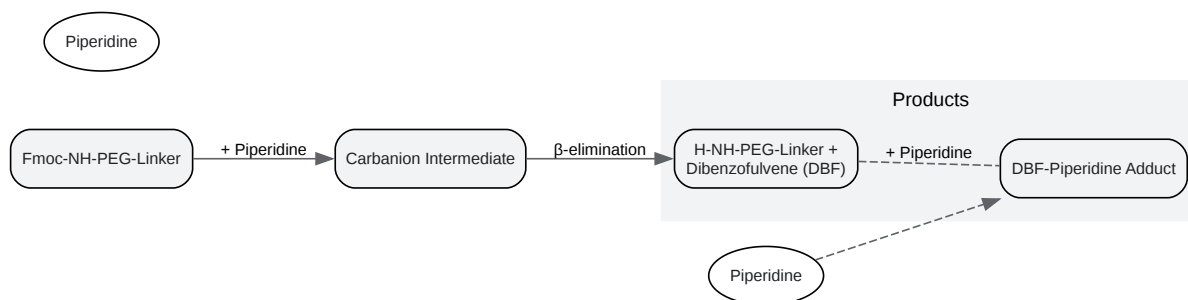 Piperidine
Products
Fmoc-NH-PEG-Linker
+ Piperidine
Carbanion Intermediate
β-elimination
H-NH-PEG-Linker +
Dibenzofulvene (DBF)
+ Piperidine
DBF-Piperidine Adduct
Piperidine